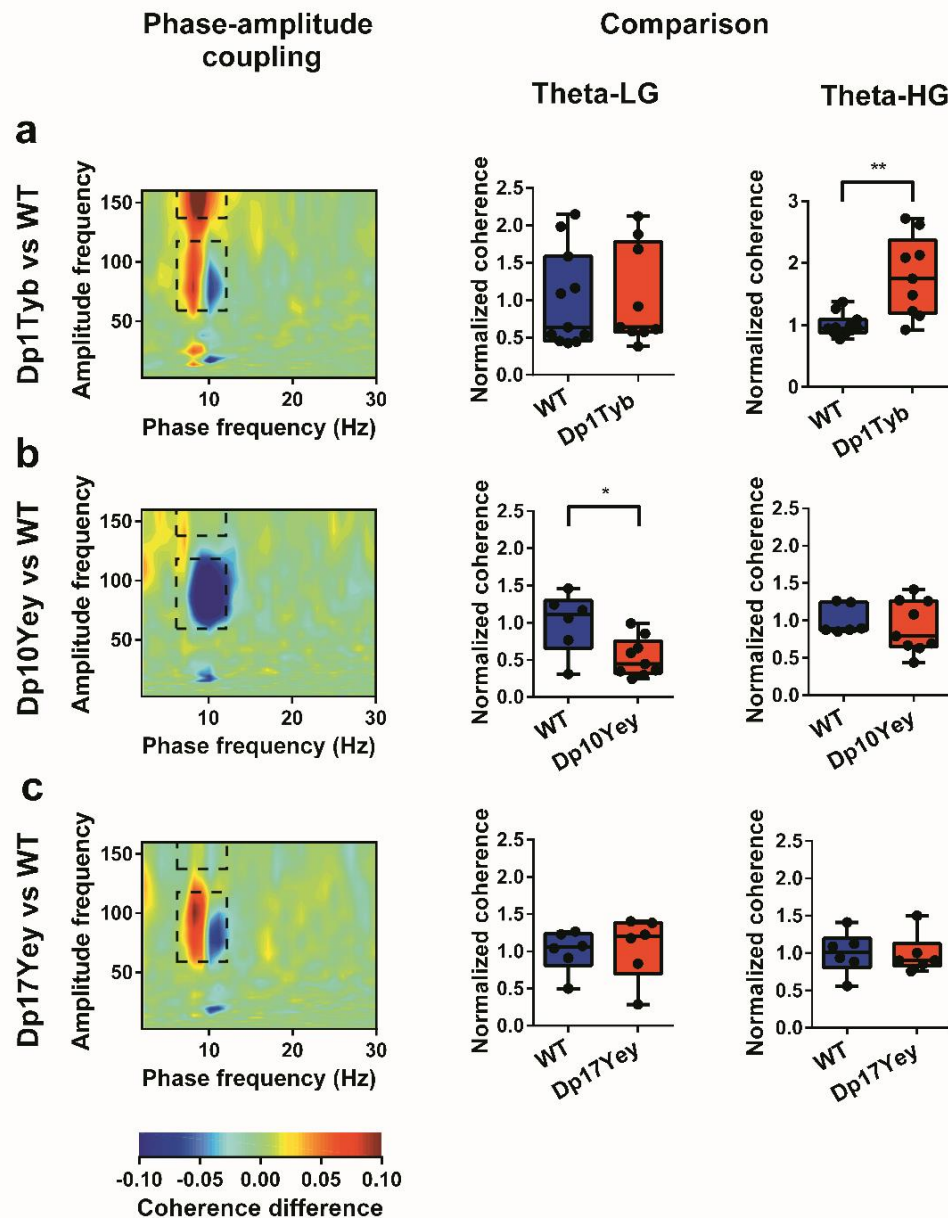 Phase-amplitude
coupling
Comparison
Theta-LG
Theta-HG
a
Dp1Tyb vs WT
Amplitude frequency
150
100
50
10
20
30
Phase frequency (Hz)
Normalized coherence
2.5
2.0
1.5
1.0
0.5
0.0
WT
Dp1Tyb
Normalized coherence
3
2
1
0
**
WT
Dp1Tyb
b
Dp10Yey vs WT
Amplitude frequency
150
100
50
10
20
30
Phase frequency (Hz)
Normalized coherence
2.5
2.0
1.5
1.0
0.5
0.0
*
WT
Dp10Yey
Normalized coherence
2.5
2.0
1.5
1.0
0.5
0.0
WT
Dp10Yey
c
Dp17Yey vs WT
Amplitude frequency
150
100
50
10
20
30
Phase frequency (Hz)
Normalized coherence
2.5
2.0
1.5
1.0
0.5
0.0
WT
Dp17Yey
Normalized coherence
2.5
2.0
1.5
1.0
0.5
0.0
WT
Dp17Yey
-0.10 -0.05 0.00 0.05 0.10
Coherence difference